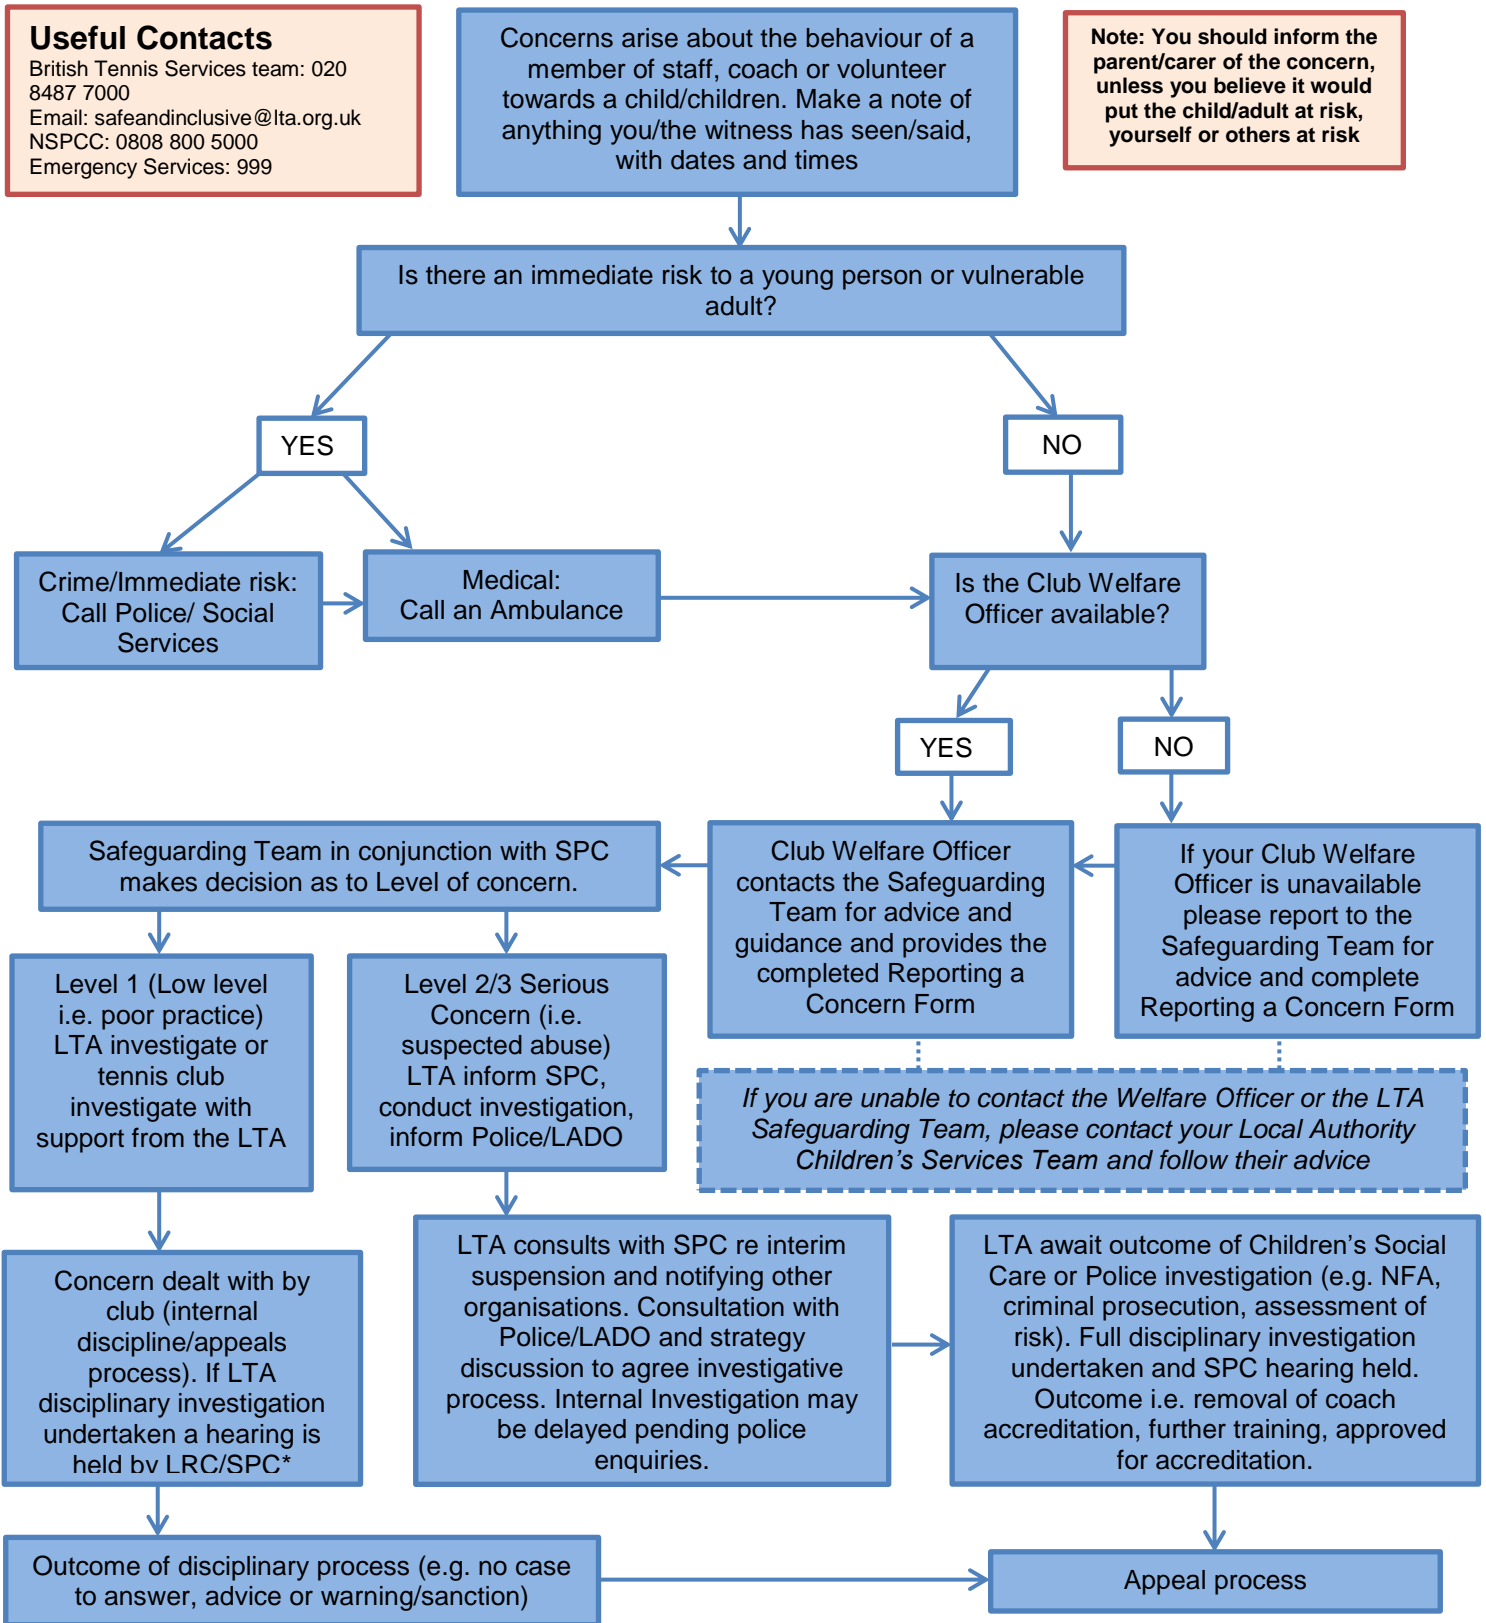 Useful Contacts
British Tennis Services team: 020
8487 7000
Email: safeandinclusive@lta.org.uk
NSPCC: 0808 800 5000
Emergency Services: 999
Concerns arise about the behaviour of a
member of staff, coach or volunteer
towards a child/children. Make a note of
anything you/the witness has seen/said,
with dates and times
Note: You should inform the
parent/carer of the concern,
unless you believe it would
put the child/adult at risk,
yourself or others at risk
Is there an immediate risk to a young person or vulnerable
adult?
YES
NO
Crime/Immediate risk:
Call Police/ Social
Services
Medical:
Call an Ambulance
Is the Club Welfare
Officer available?
YES
NO
Safeguarding Team in conjunction with SPC
makes decision as to Level of concern.
Club Welfare Officer
contacts the Safeguarding
Team for advice and
guidance and provides the
completed Reporting a
Concern Form
If your Club Welfare
Officer is unavailable
please report to the
Safeguarding Team for
advice and complete
Reporting a Concern Form
Level 1 (Low level
i.e. poor practice)
LTA investigate or
tennis club
investigate with
support from the LTA
Level 2/3 Serious
Concern (i.e.
suspected abuse)
LTA inform SPC,
conduct investigation,
inform Police/LADO
If you are unable to contact the Welfare Officer or the LTA
Safeguarding Team, please contact your Local Authority
Children's Services Team and follow their advice
Concern dealt with by
club (internal
discipline/appeals
process). If LTA
disciplinary investigation
undertaken a hearing is
held by LRC/SPC*
LTA consults with SPC re interim
suspension and notifying other
organisations. Consultation with
Police/LADO and strategy
discussion to agree investigative
process. Internal Investigation may
be delayed pending police
enquiries.
LTA await outcome of Children's Social
Care or Police investigation (e.g. NFA,
criminal prosecution, assessment of
risk). Full disciplinary investigation
undertaken and SPC hearing held.
Outcome i.e. removal of coach
accreditation, further training, approved
for accreditation.
Outcome of disciplinary process (e.g. no case
to answer, advice or warning/sanction)
Appeal process